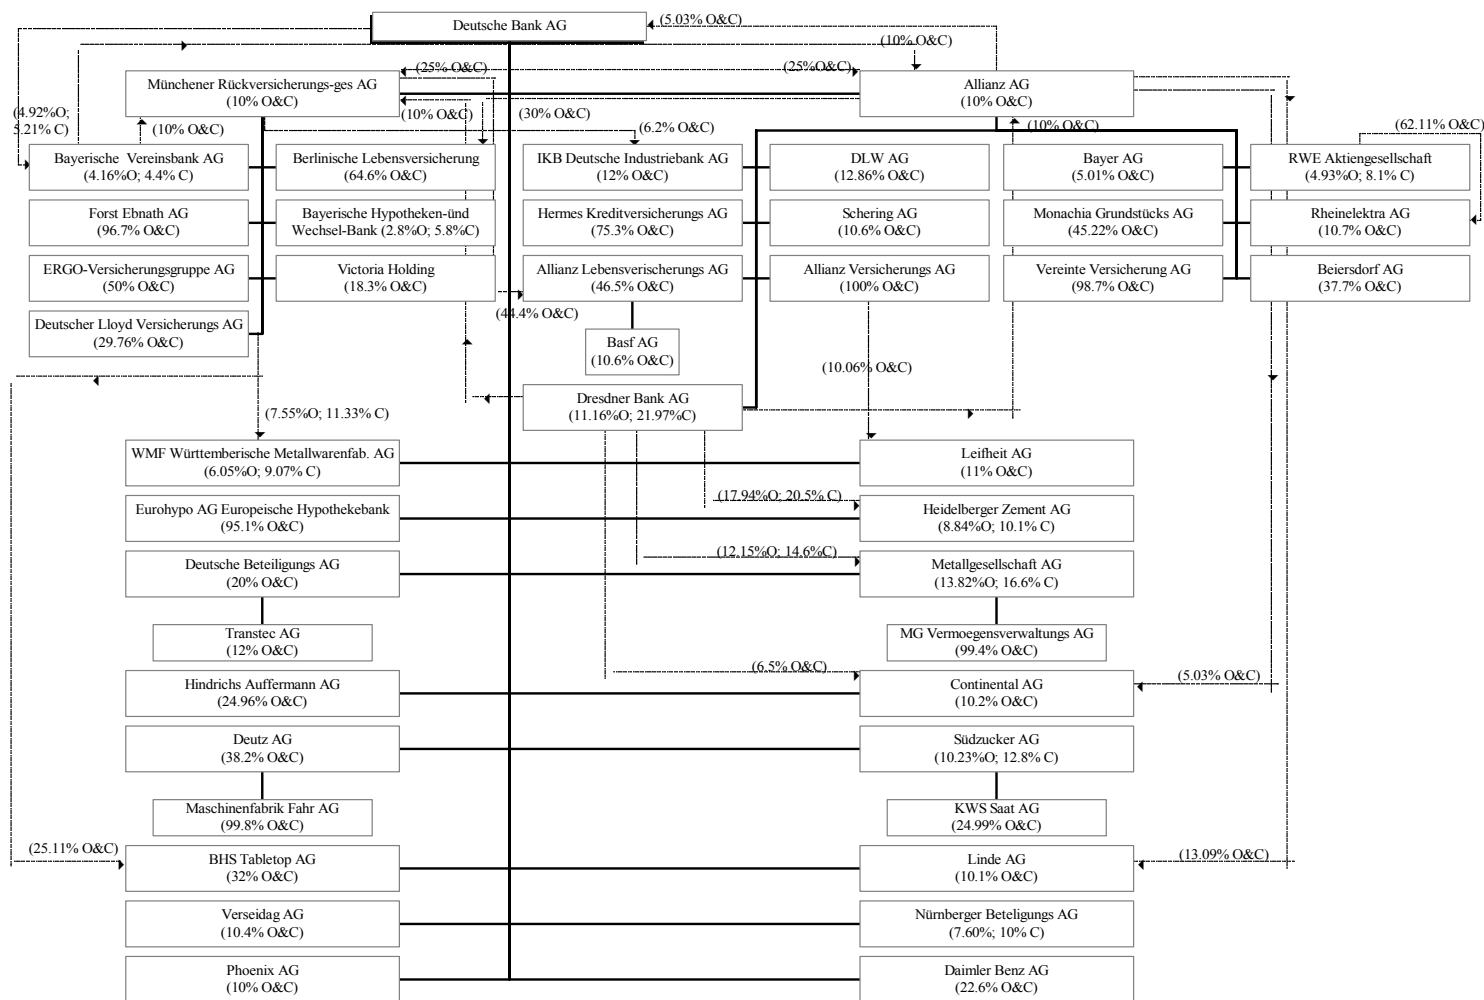 Deutsche Bank AG
(5.03% O&C)
(10% O&C)
(25% O&C)
(25%O&C)
Münchener Rückversicherungs-ges AG
(10% O&C)
Allianz AG
(10% O&C)
(4.92%O;
5.21% C)
(10% O&C)
(10% O&C)
(30% O&C)
(6.2% O&C)
(10% O&C)
(62.11% O&C)
Bayerische Vereinsbank AG
(4.16%O; 4.4% C)
Berlinische Lebensversicherung
(64.6% O&C)
IKB Deutsche Industriebank AG
(12% O&C)
DLW AG
(12.86% O&C)
Bayer AG
(5.01% O&C)
RWE Aktiengesellschaft
(4.93%O; 8.1% C)
Forst Ebnath AG
(96.7% O&C)
Bayerische Hypotheken-ünd
Wechsel-Bank (2.8%O; 5.8%C)
Hermes Kreditversicherungs AG
(75.3% O&C)
Schering AG
(10.6% O&C)
Monachia Grundstücks AG
(45.22% O&C)
Rheinelektra AG
(10.7% O&C)
ERGO-Versicherungsgruppe AG
(50% O&C)
Victoria Holding
(18.3% O&C)
Allianz Lebensverischerungs AG
(46.5% O&C)
Allianz Versicherungs AG
(100% O&C)
Vereinte Versicherung AG
(98.7% O&C)
Beiersdorf AG
(37.7% O&C)
(44.4% O&C)
Deutscher Lloyd Versicherungs AG
(29.76% O&C)
Basf AG
(10.6% O&C)
(10.06% O&C)
Dresdner Bank AG
(11.16%O; 21.97%C)
(7.55%O; 11.33% C)
WMF Württemberische Metallwarenfab. AG
(6.05%O; 9.07% C)
Leifheit AG
(11% O&C)
(17.94%O; 20.5% C)
Eurohypo AG Europeische Hypothekebank
(95.1% O&C)
Heidelberger Zement AG
(8.84%O; 10.1% C)
(12.15%O; 14.6%C)
Deutsche Beteiligungs AG
(20% O&C)
Metallgesellschaft AG
(13.82%O; 16.6% C)
Transtec AG
(12% O&C)
MG Vermoegensverwaltungs AG
(99.4% O&C)
(6.5% O&C)
(5.03% O&C)
Hindrichs Auffermann AG
(24.96% O&C)
Continental AG
(10.2% O&C)
Deutz AG
(38.2% O&C)
Südzucker AG
(10.23%O; 12.8% C)
Maschinenfabrik Fahr AG
(99.8% O&C)
KWS Saat AG
(24.99% O&C)
(25.11% O&C)
(13.09% O&C)
BHS Tabletop AG
(32% O&C)
Linde AG
(10.1% O&C)
Verseidag AG
(10.4% O&C)
Nürnberger Beteligungs AG
(7.60%; 10% C)
Phoenix AG
(10% O&C)
Daimler Benz AG
(22.6% O&C)